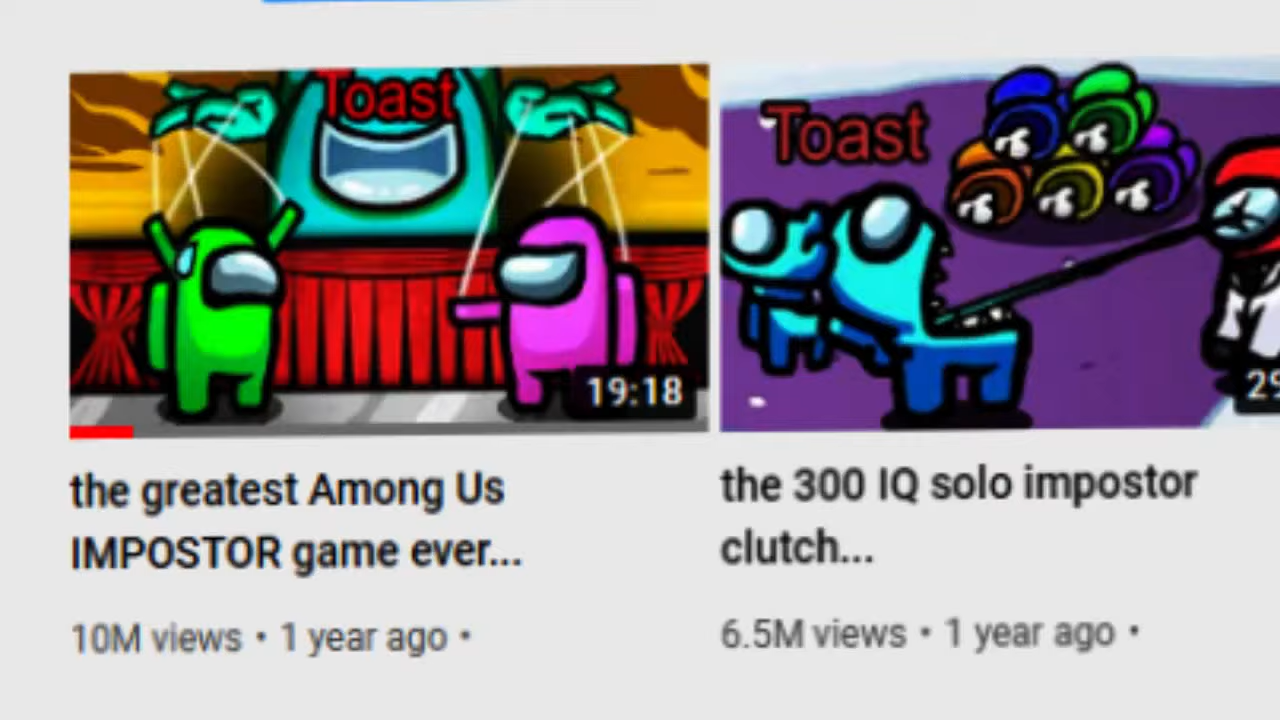 Toast
Toast
19:18
29
the greatest Among Us
IMPOSTOR game ever...
the 300 IQ solo impostor
clutch...
10M views • 1 year ago •
6.5M views • 1 year ago •